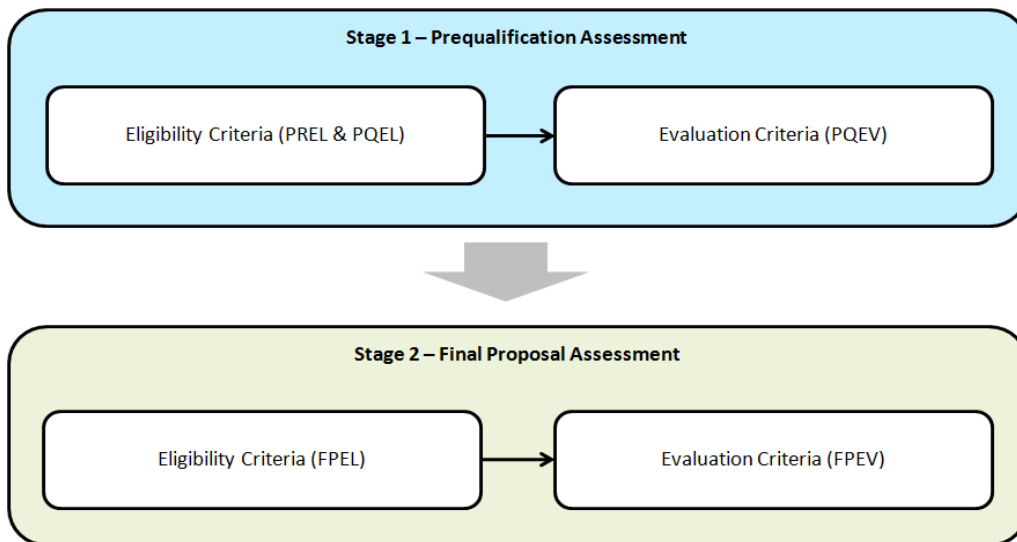 Stage 1 – Prequalification Assessment
Eligibility Criteria (PREL & PQEL)
Evaluation Criteria (PQEV)
Stage 2 – Final Proposal Assessment
Eligibility Criteria (FPEL)
Evaluation Criteria (FPEV)